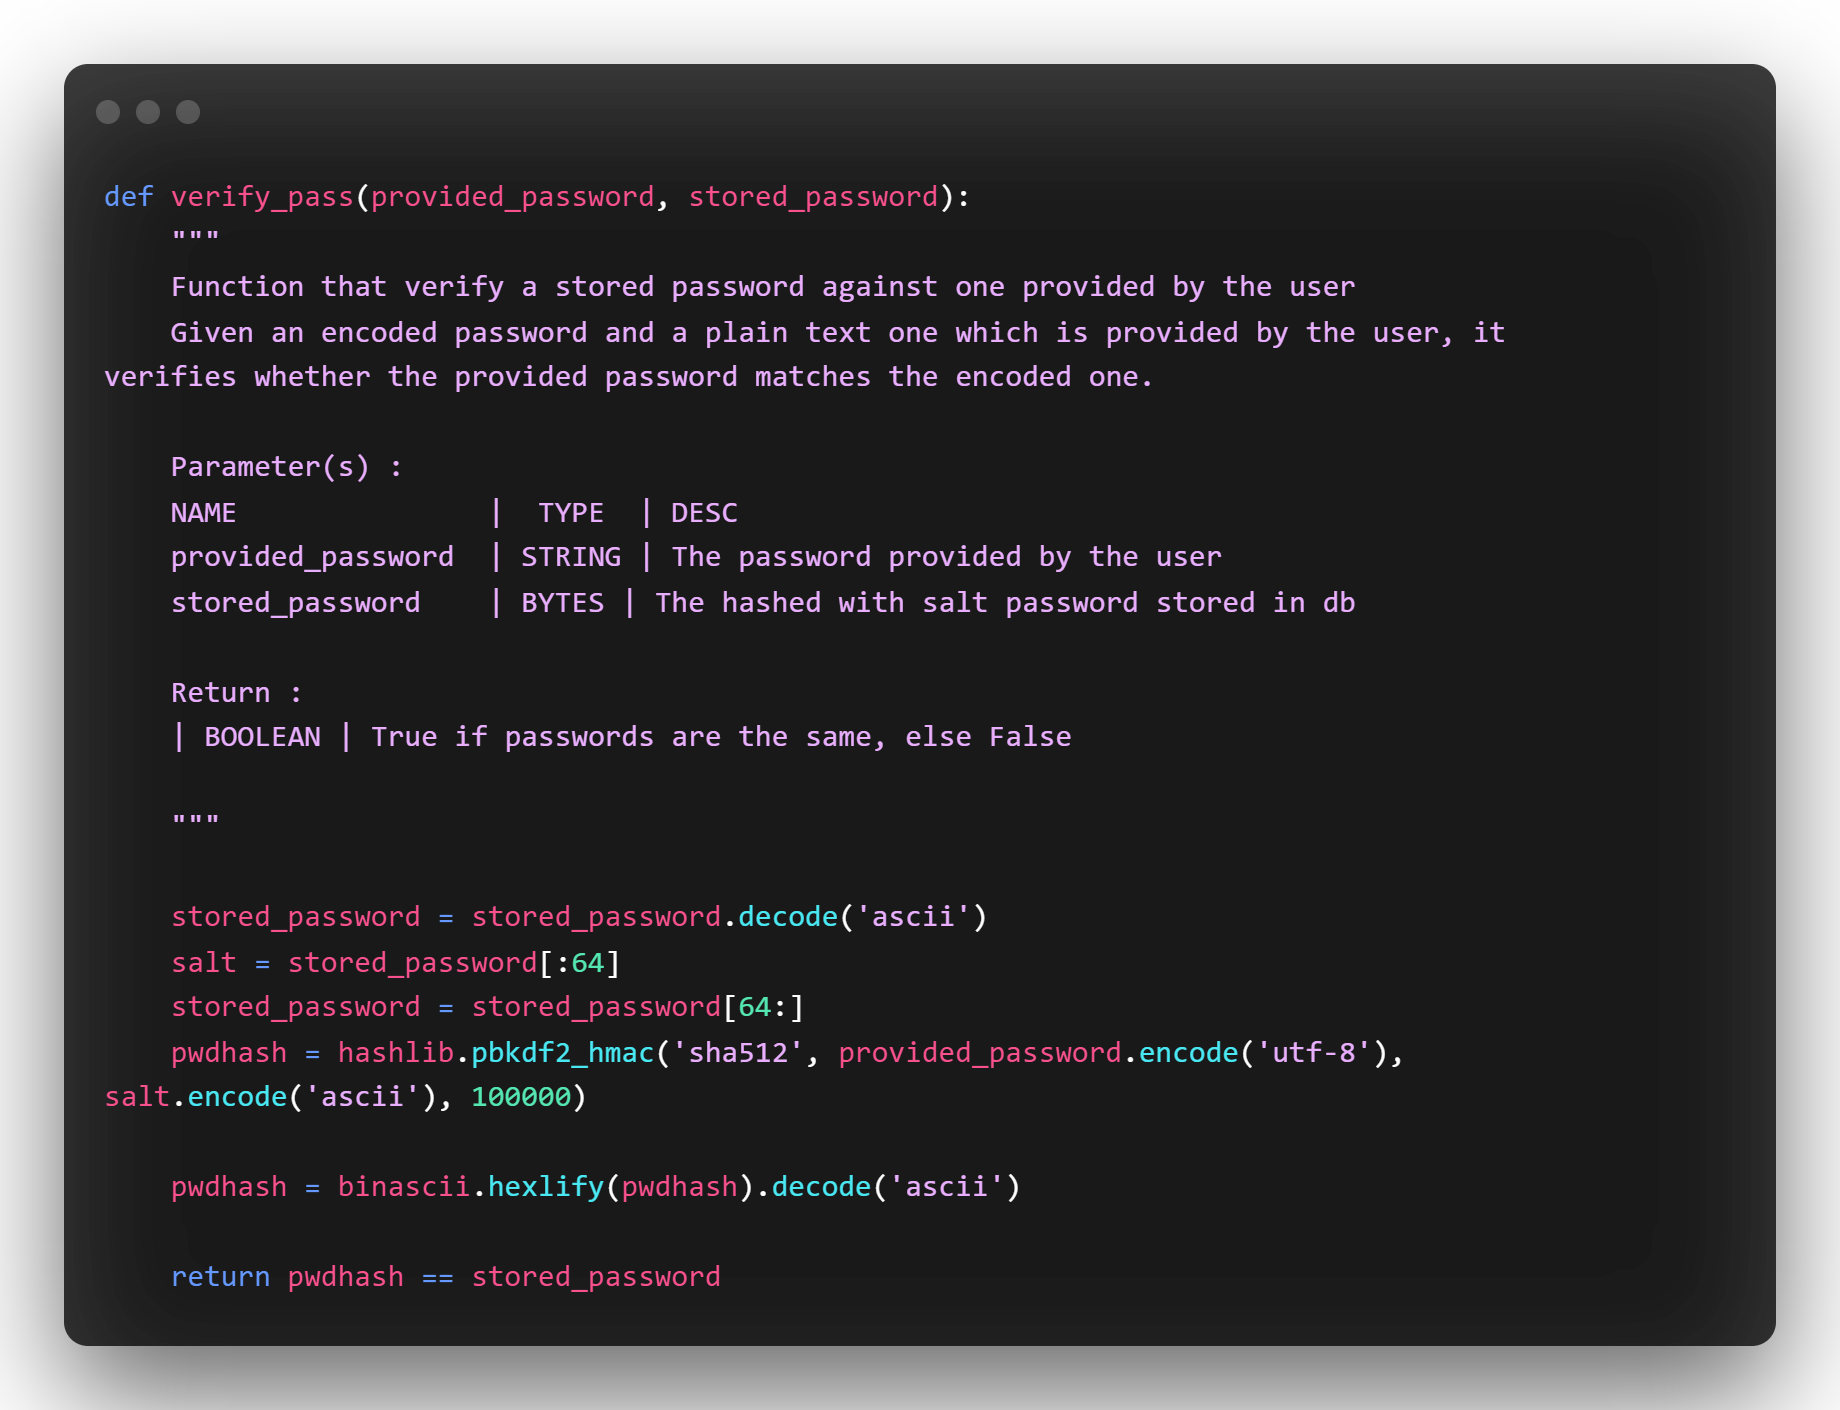 def verify_pass(provided_password, stored_password):
    """
    Function that verify a stored password against one provided by the user
    Given an encoded password and a plain text one which is provided by the user, it
verifies whether the provided password matches the encoded one.

    Parameter(s) :
    NAME               |  TYPE  | DESC
    provided_password  | STRING | The password provided by the user
    stored_password    | BYTES | The hashed with salt password stored in db

    Return :
    | BOOLEAN | True if passwords are the same, else False

    """

    stored_password = stored_password.decode('ascii')
    salt = stored_password[:64]
    stored_password = stored_password[64:]
    pwdhash = hashlib.pbkdf2_hmac('sha512', provided_password.encode('utf-8'),
salt.encode('ascii'), 100000)

    pwdhash = binascii.hexlify(pwdhash).decode('ascii')

    return pwdhash == stored_password